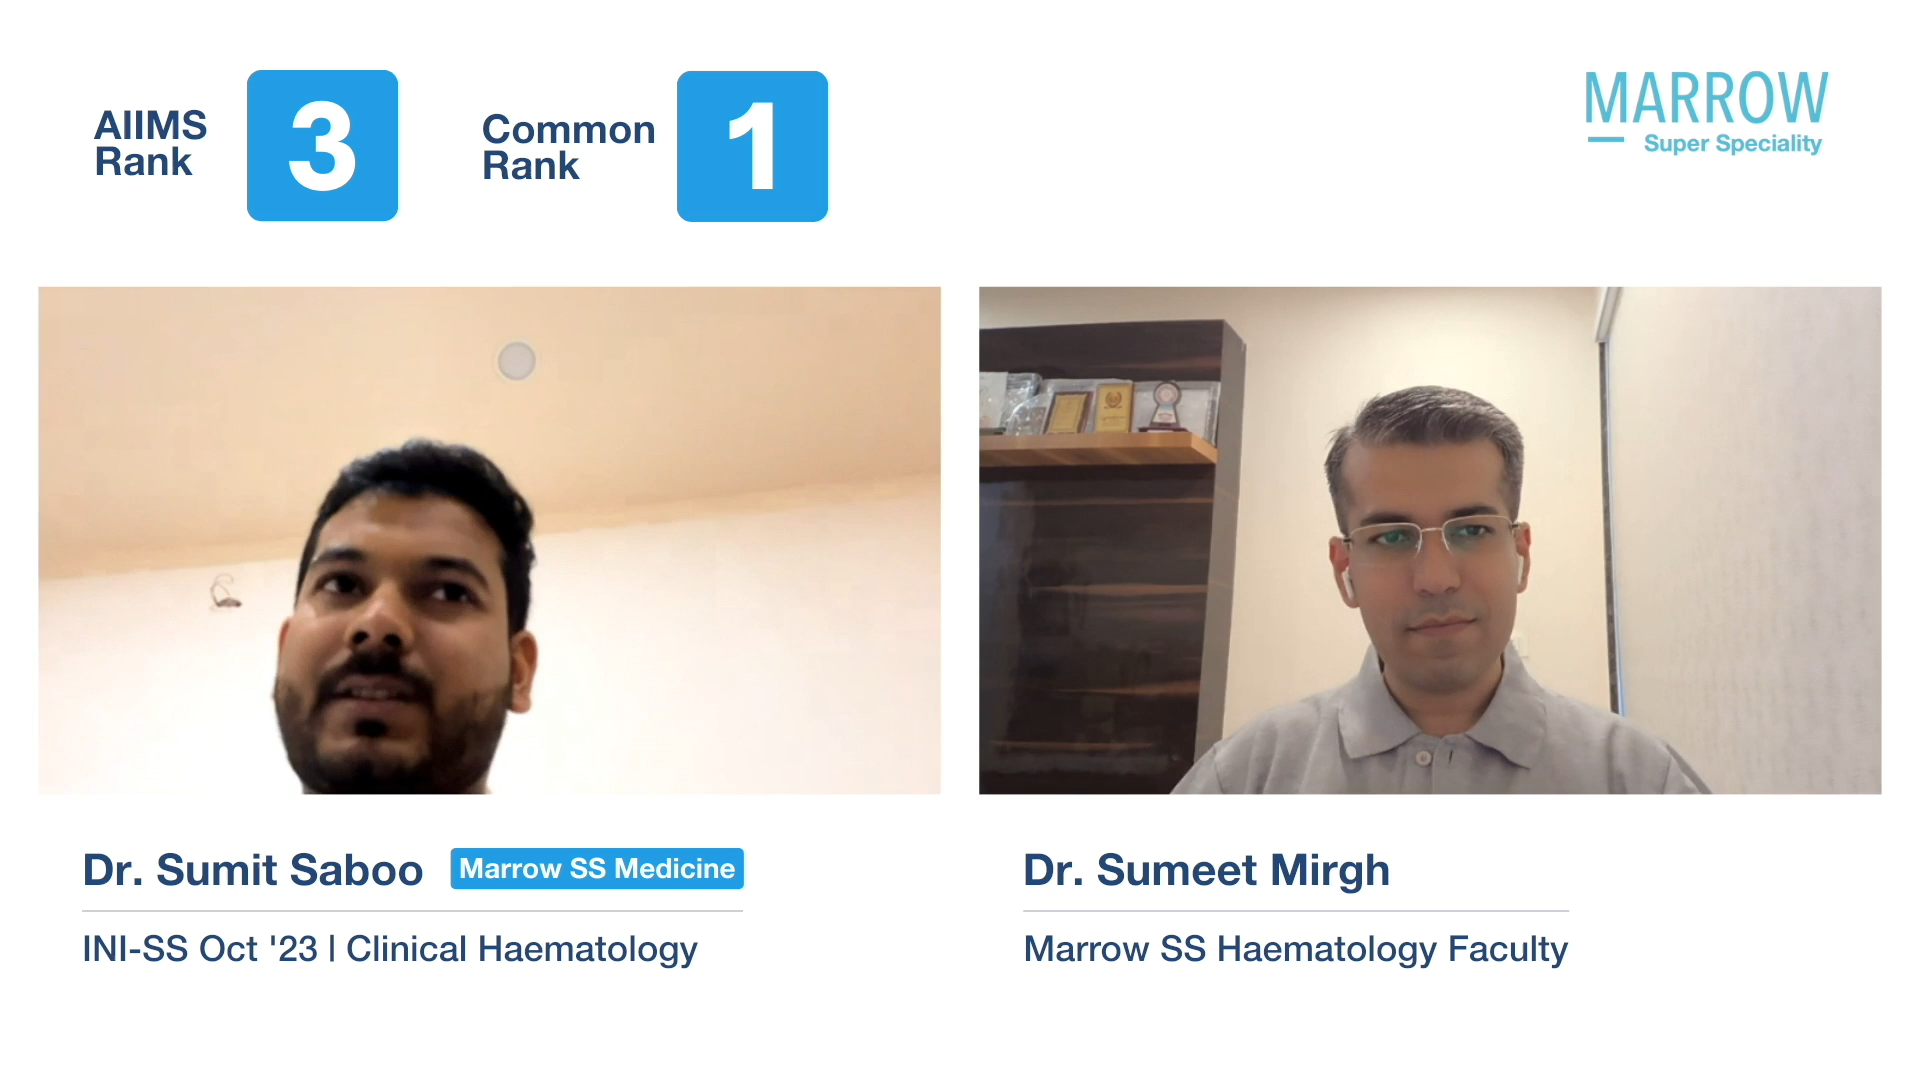 AIIMS
Rank
3
Common
Rank
1
MARROW
Super Speciality
Dr. Sumit Saboo
Marrow SS Medicine
INI-SS Oct '23 | Clinical Haematology
Dr. Sumeet Mirgh
Marrow SS Haematology Faculty